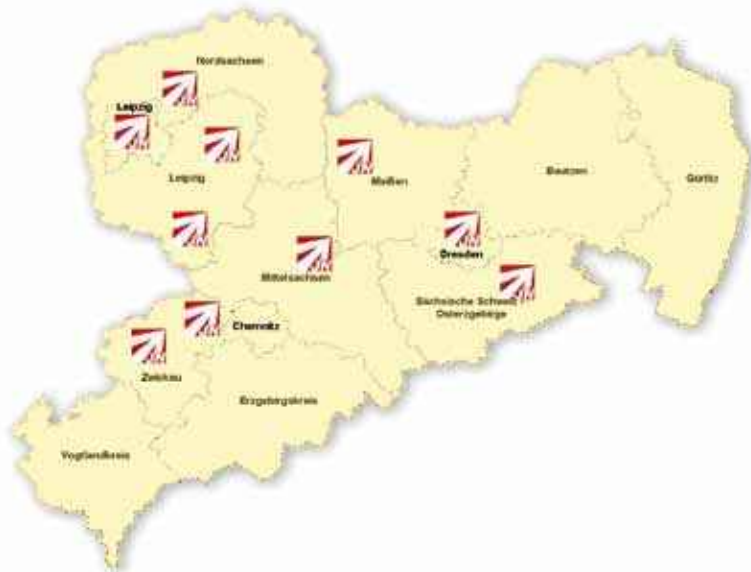 Nordsachsen
Leipzig
Leipzig
Meißen
Bautzen
Görlitz
Dresden
Mittelsachsen
Sächsische Schweiz
Osterzgebirge
Chemnitz
Zwickau
Erzgebirgskreis
Vogtlandkreis